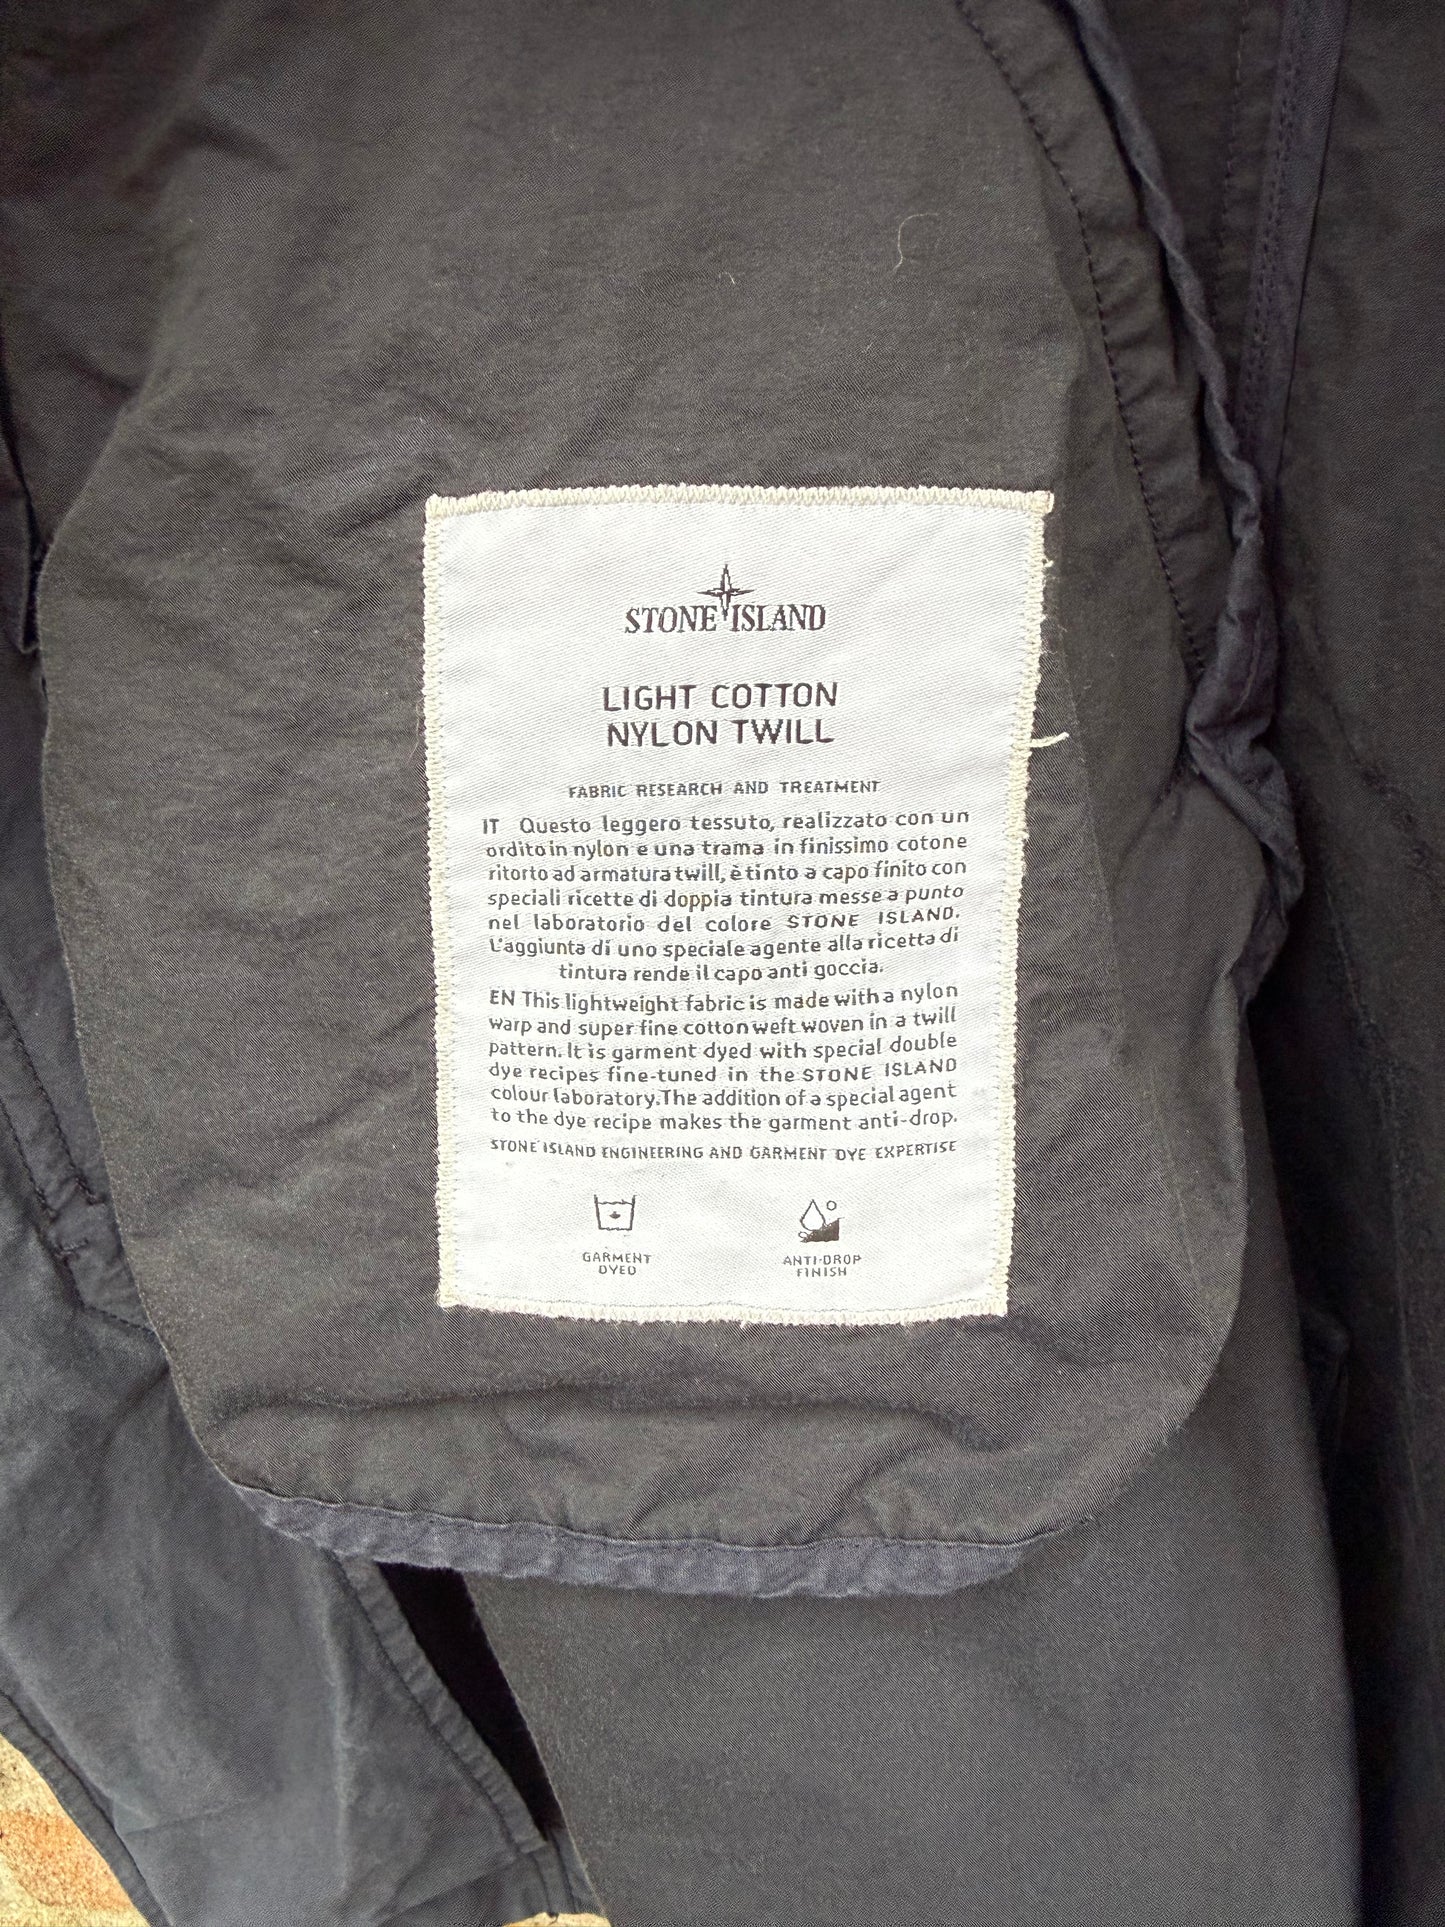 STONE ISLAND
LIGHT COTTON
NYLON TWILL
FABRIC RESEARCH AND TREATMENT
IT Questo leggero tessuto, realizzato con un
ordito in nylon e una trama in finissimo cotone
ritorto ad armatura twill, è tinto a capo finito con
speciali ricette di doppia tintura messe a punto
nel laboratorio del colore STONE ISLAND.
L'aggiunta di uno speciale agente alla ricetta di
tintura rende il capo anti goccia.
EN This lightweight fabric is made with a nylon
warp and super fine cotton weft woven in a twill
pattern. It is garment dyed with special double
dye recipes fine-tuned in the STONE ISLAND
colour laboratory. The addition of a special agent
to the dye recipe makes the garment anti-drop.
STONE ISLAND ENGINEERING AND GARMENT DYE EXPERTISE
GARMENT
DYED
ANTI-DROP
FINISH